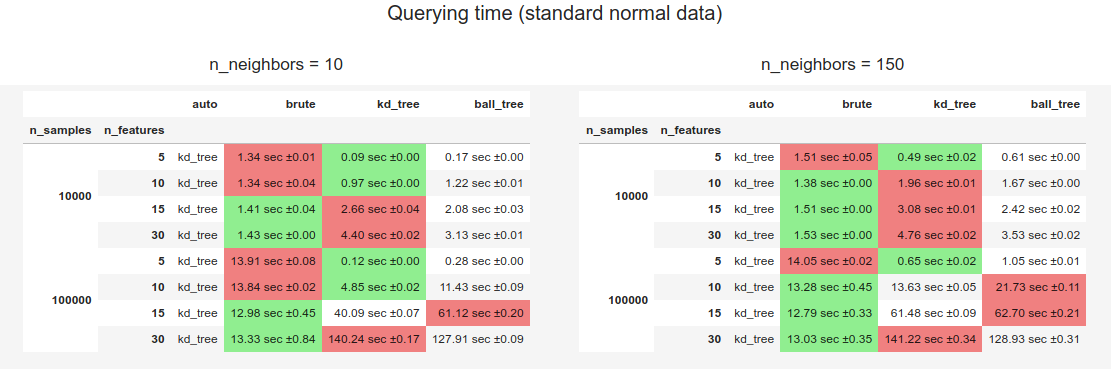 Querying time (standard normal data)
n_neighbors = 10
auto brute kd_tree ball_tree
n_samples n_features
10000
5 kd_tree 1.34 sec ±0.01 0.09 sec ±0.00 0.17 sec ±0.00
10 kd_tree 1.34 sec ±0.04 0.97 sec ±0.00 1.22 sec ±0.01
15 kd_tree 1.41 sec ±0.04 2.66 sec ±0.04 2.08 sec ±0.03
30 kd_tree 1.43 sec ±0.00 4.40 sec ±0.02 3.13 sec ±0.01
100000
5 kd_tree 13.91 sec ±0.08 0.12 sec ±0.00 0.28 sec ±0.00
10 kd_tree 13.84 sec ±0.02 4.85 sec ±0.02 11.43 sec ±0.09
15 kd_tree 12.98 sec ±0.45 40.09 sec ±0.07 61.12 sec ±0.20
30 kd_tree 13.33 sec ±0.84 140.24 sec ±0.17 127.91 sec ±0.09
n_neighbors = 150
auto brute kd_tree ball_tree
n_samples n_features
10000
5 kd_tree 1.51 sec ±0.05 0.49 sec ±0.02 0.61 sec ±0.00
10 kd_tree 1.38 sec ±0.00 1.96 sec ±0.01 1.67 sec ±0.00
15 kd_tree 1.51 sec ±0.00 3.08 sec ±0.01 2.42 sec ±0.02
30 kd_tree 1.53 sec ±0.00 4.76 sec ±0.02 3.53 sec ±0.02
100000
5 kd_tree 14.05 sec ±0.02 0.65 sec ±0.02 1.05 sec ±0.01
10 kd_tree 13.28 sec ±0.45 13.63 sec ±0.05 21.73 sec ±0.11
15 kd_tree 12.79 sec ±0.33 61.48 sec ±0.09 62.70 sec ±0.21
30 kd_tree 13.03 sec ±0.35 141.22 sec ±0.34 128.93 sec ±0.31